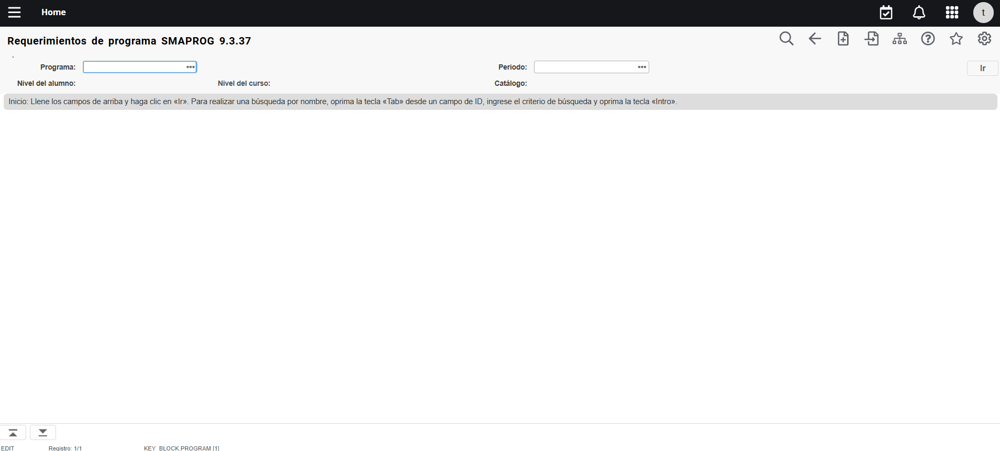 Home
t
Requerimientos de programa SMAPROG 9.3.37
Programa:
Periodo:
Ir
Nivel del alumno:
Nivel del curso:
Catálogo:
Inicio: Llene los campos de arriba y haga clic en «Ir». Para realizar una búsqueda por nombre, oprima la tecla «Tab» desde un campo de ID, ingrese el criterio de búsqueda y oprima la tecla «Intro».
EDIT
Registro: 1/1
KEY_BLOCK.PROGRAM [1]